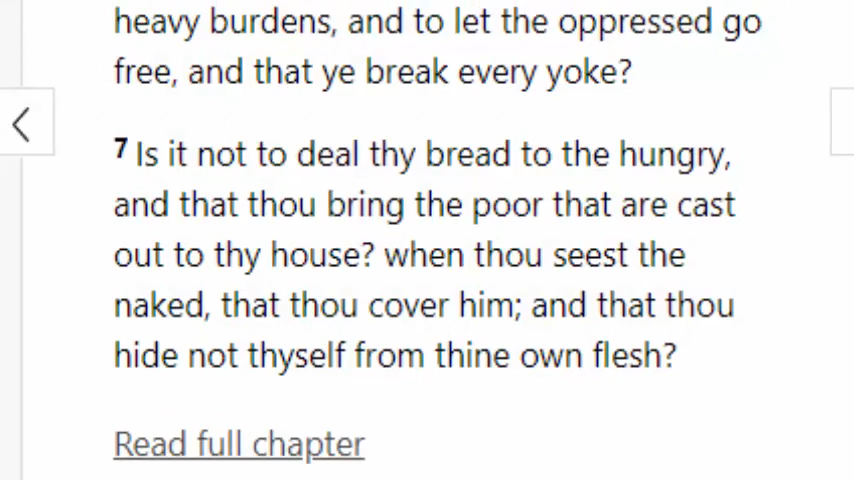 heavy burdens, and to let the oppressed go
free, and that ye break every yoke?
7 Is it not to deal thy bread to the hungry,
and that thou bring the poor that are cast
out to thy house? when thou seest the
naked, that thou cover him; and that thou
hide not thyself from thine own flesh?
Read full chapter